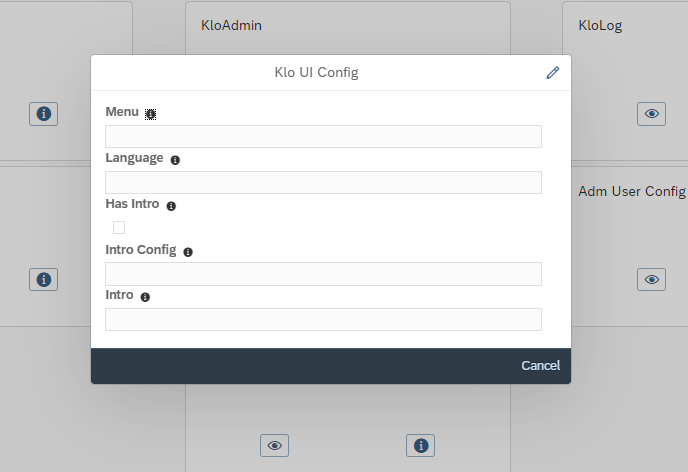 KloAdmin
KloLog
Klo UI Config
Menu
Language
Has Intro
Adm User Config
Intro Config
Intro
Cancel